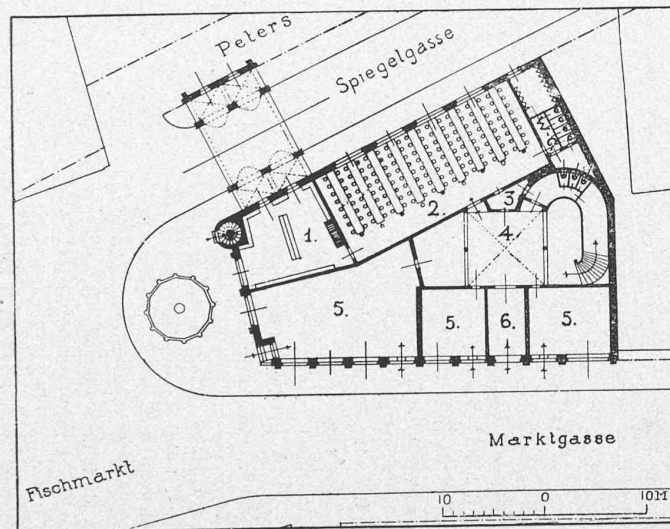 Peters
Spiegelgasse
W.C.
1.
2.
3.
4.
5.
5.
6.
5.
Marktgasse
Fischmarkt
10 0 10M